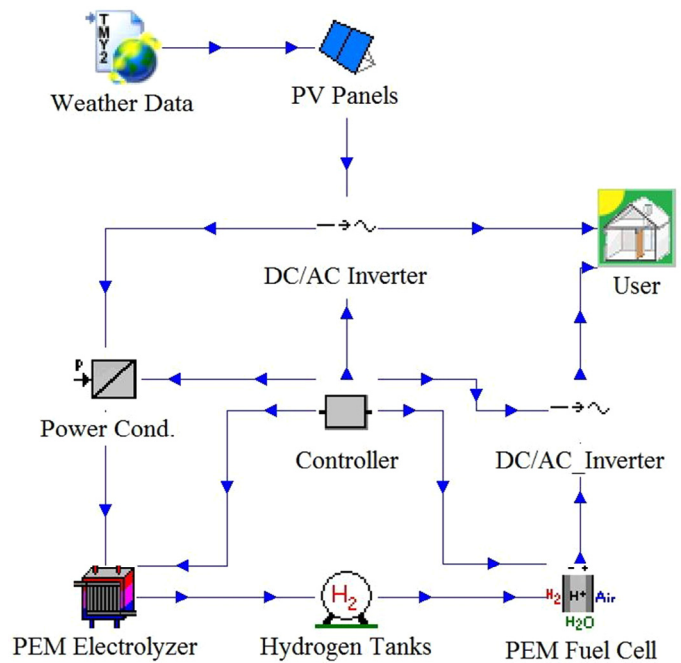 TMY2
Weather Data
PV Panels
DC/AC Inverter
User
P
Power Cond.
Controller
DC/AC_Inverter
PEM Electrolyzer
H2
Hydrogen Tanks
- +
H2 H+ Air
H2O
PEM Fuel Cell